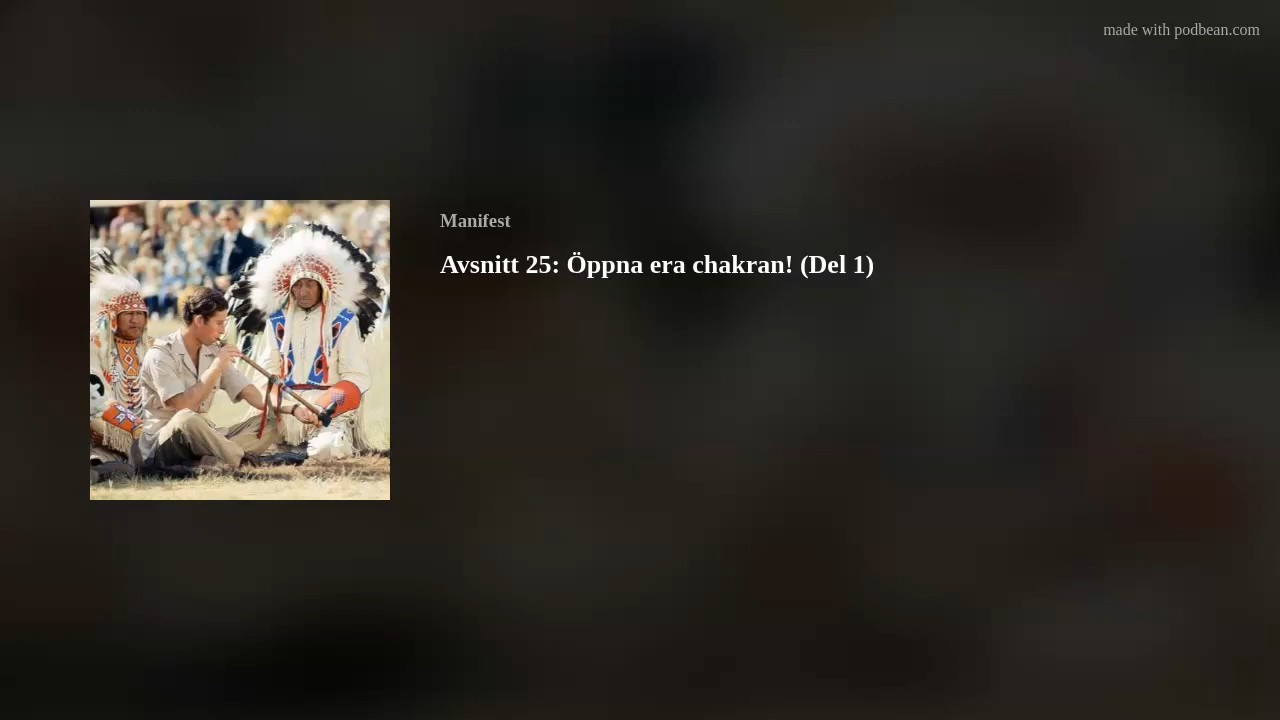 made with podbean.com
Manifest
Avsnitt 25: Öppna era chakran! (Del 1)